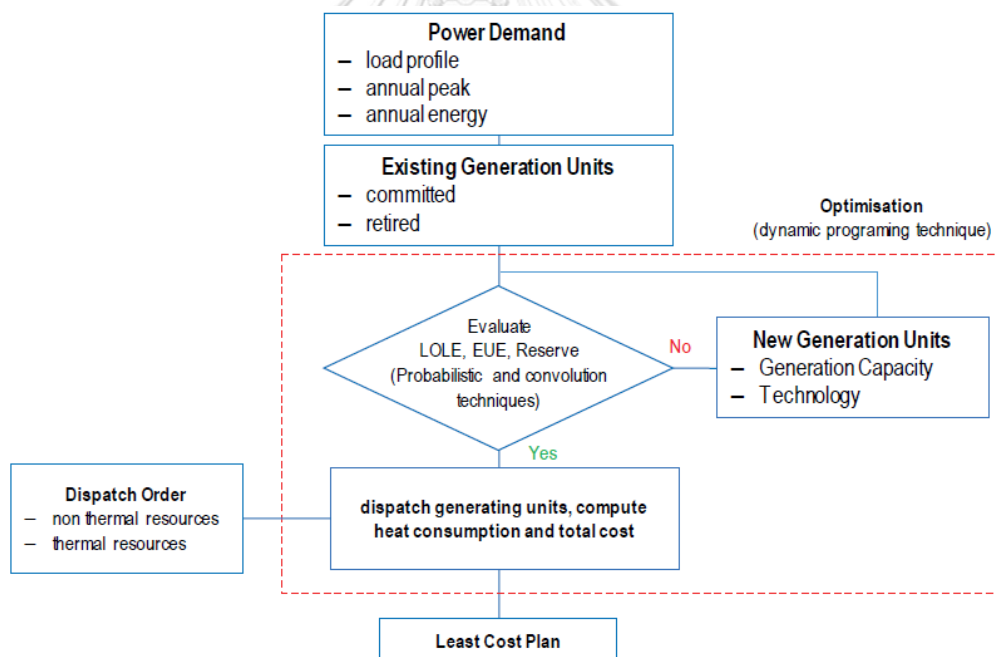 Power Demand
– load profile
– annual peak
– annual energy
Existing Generation Units
– committed
– retired
Optimisation
(dynamic programing technique)
Evaluate
LOLE, EUE, Reserve
(Probabilistic and convolution
techniques)
No
New Generation Units
– Generation Capacity
– Technology
Yes
Dispatch Order
– non thermal resources
– thermal resources
dispatch generating units, compute
heat consumption and total cost
Least Cost Plan